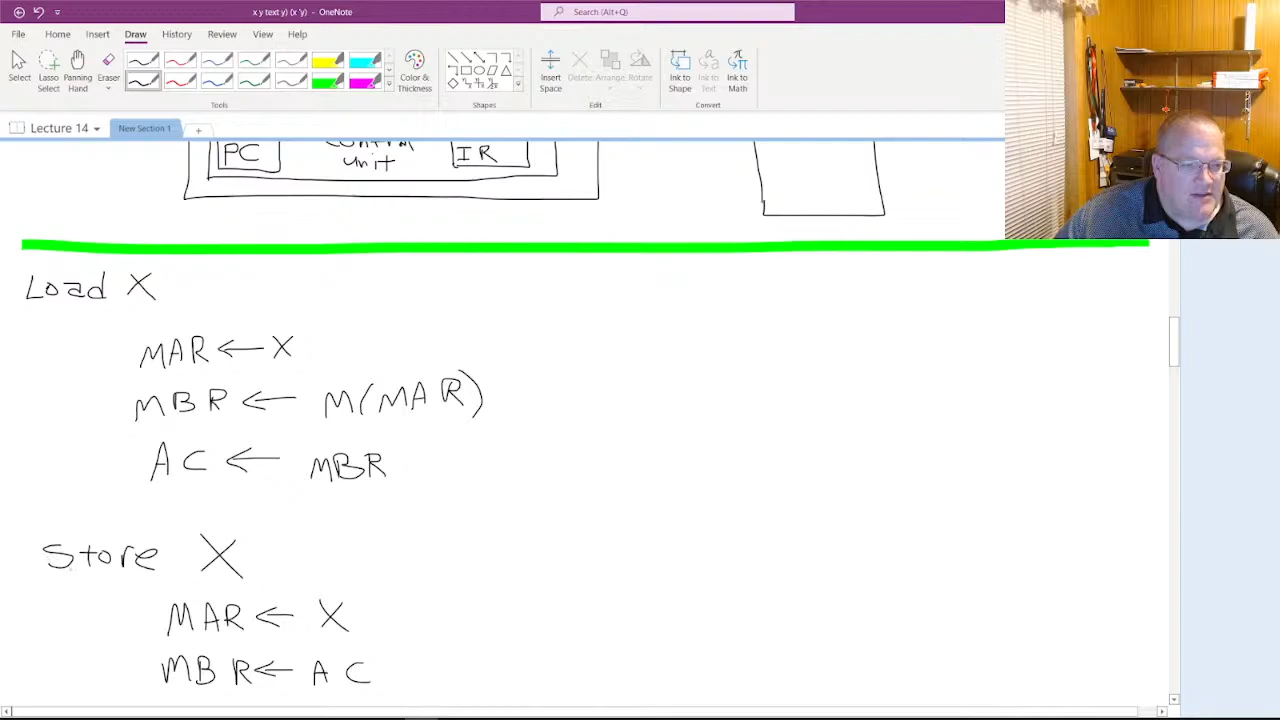 x y text y) (x 'y) - OneNote
Search (Alt+Q)
File Home Insert Draw History Review View Help
Select Lasso Select Panning Hand Eraser Color & Thickness Insert Space Delete Arrange Rotate Ink to Shape Ink to Text Ink to Math
Tools Shapes Edit Convert
Lecture 14 New Section 1 +
PC unit IR
Load X
MAR ← X
MBR ← M(MAR)
AC ← MBR
Store X
MAR ← X
MBR ← AC